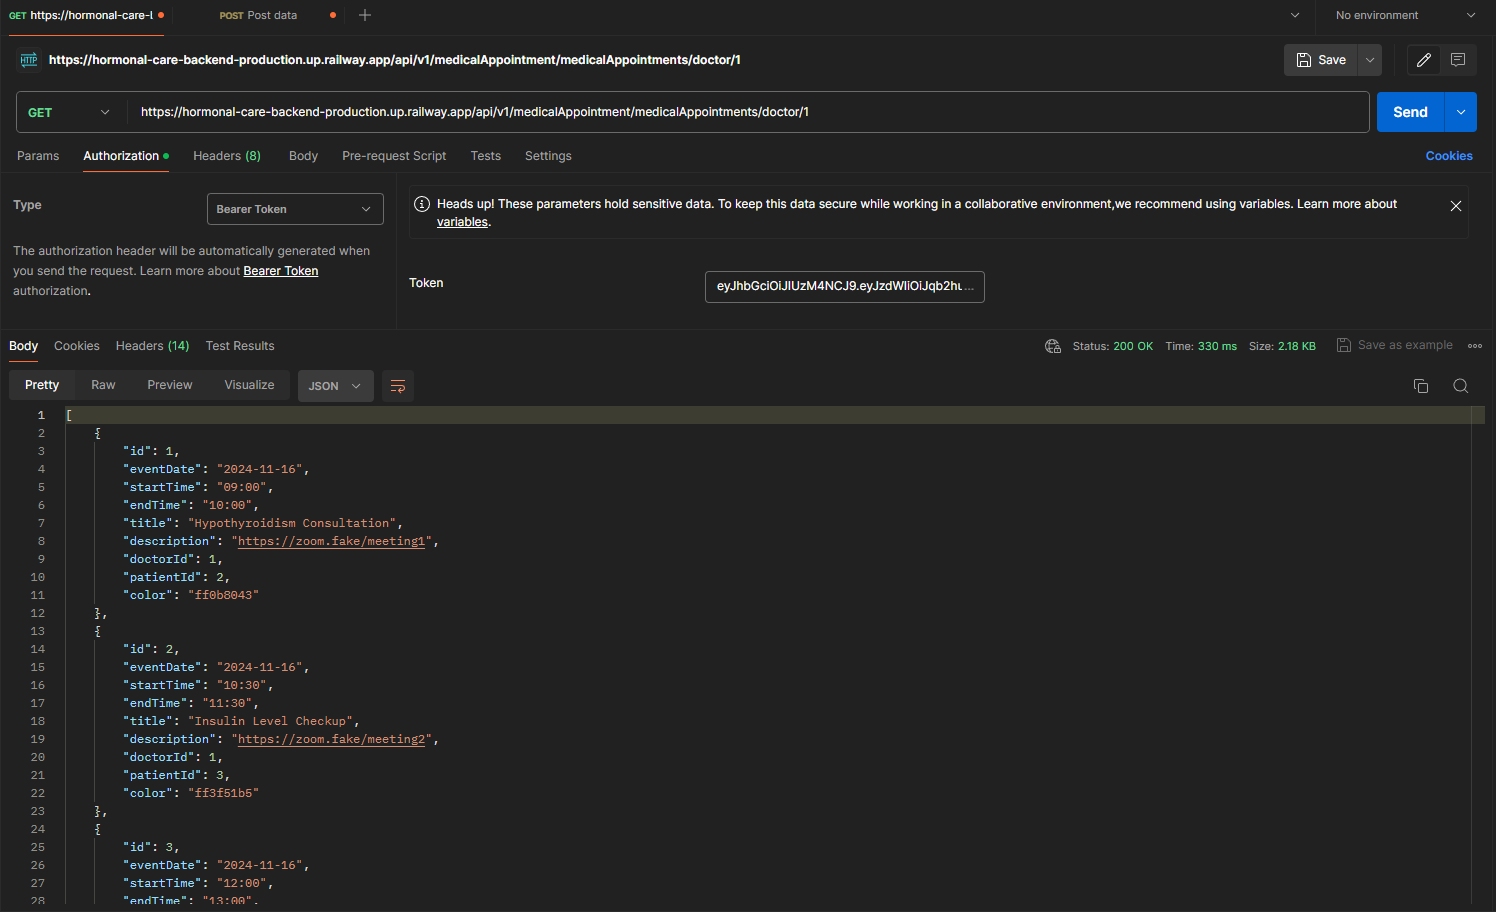 GET https://hormonal-care-l
POST Post data
No environment
HTTP https://hormonal-care-backend-production.up.railway.app/api/v1/medicalAppointment/medicalAppointments/doctor/1
Save
GET https://hormonal-care-backend-production.up.railway.app/api/v1/medicalAppointment/medicalAppointments/doctor/1
Send
Params Authorization Headers (8) Body Pre-request Script Tests Settings
Cookies
Type
Bearer Token
The authorization header will be automatically generated when
you send the request. Learn more about Bearer Token
authorization.
Heads up! These parameters hold sensitive data. To keep this data secure while working in a collaborative environment,we recommend using variables. Learn more about
variables.
Token
eyJhbGciOiJIUzM4NCJ9.eyJzdWIiOiJqb2hu ...
Body Cookies Headers (14) Test Results
Status: 200 OK Time: 330 ms Size: 2.18 KB
Save as example
Pretty Raw Preview Visualize JSON
1 [
2 {
3 "id": 1,
4 "eventDate": "2024-11-16",
5 "startTime": "09:00",
6 "endTime": "10:00",
7 "title": "Hypothyroidism Consultation",
8 "description": "https://zoom.fake/meeting1",
9 "doctorId": 1,
10 "patientId": 2,
11 "color": "ff0b8043"
12 },
13 {
14 "id": 2,
15 "eventDate": "2024-11-16",
16 "startTime": "10:30",
17 "endTime": "11:30",
18 "title": "Insulin Level Checkup",
19 "description": "https://zoom.fake/meeting2",
20 "doctorId": 1,
21 "patientId": 3,
22 "color": "ff3f51b5"
23 },
24 {
25 "id": 3,
26 "eventDate": "2024-11-16",
27 "startTime": "12:00",
28 "endTime": "13:00",